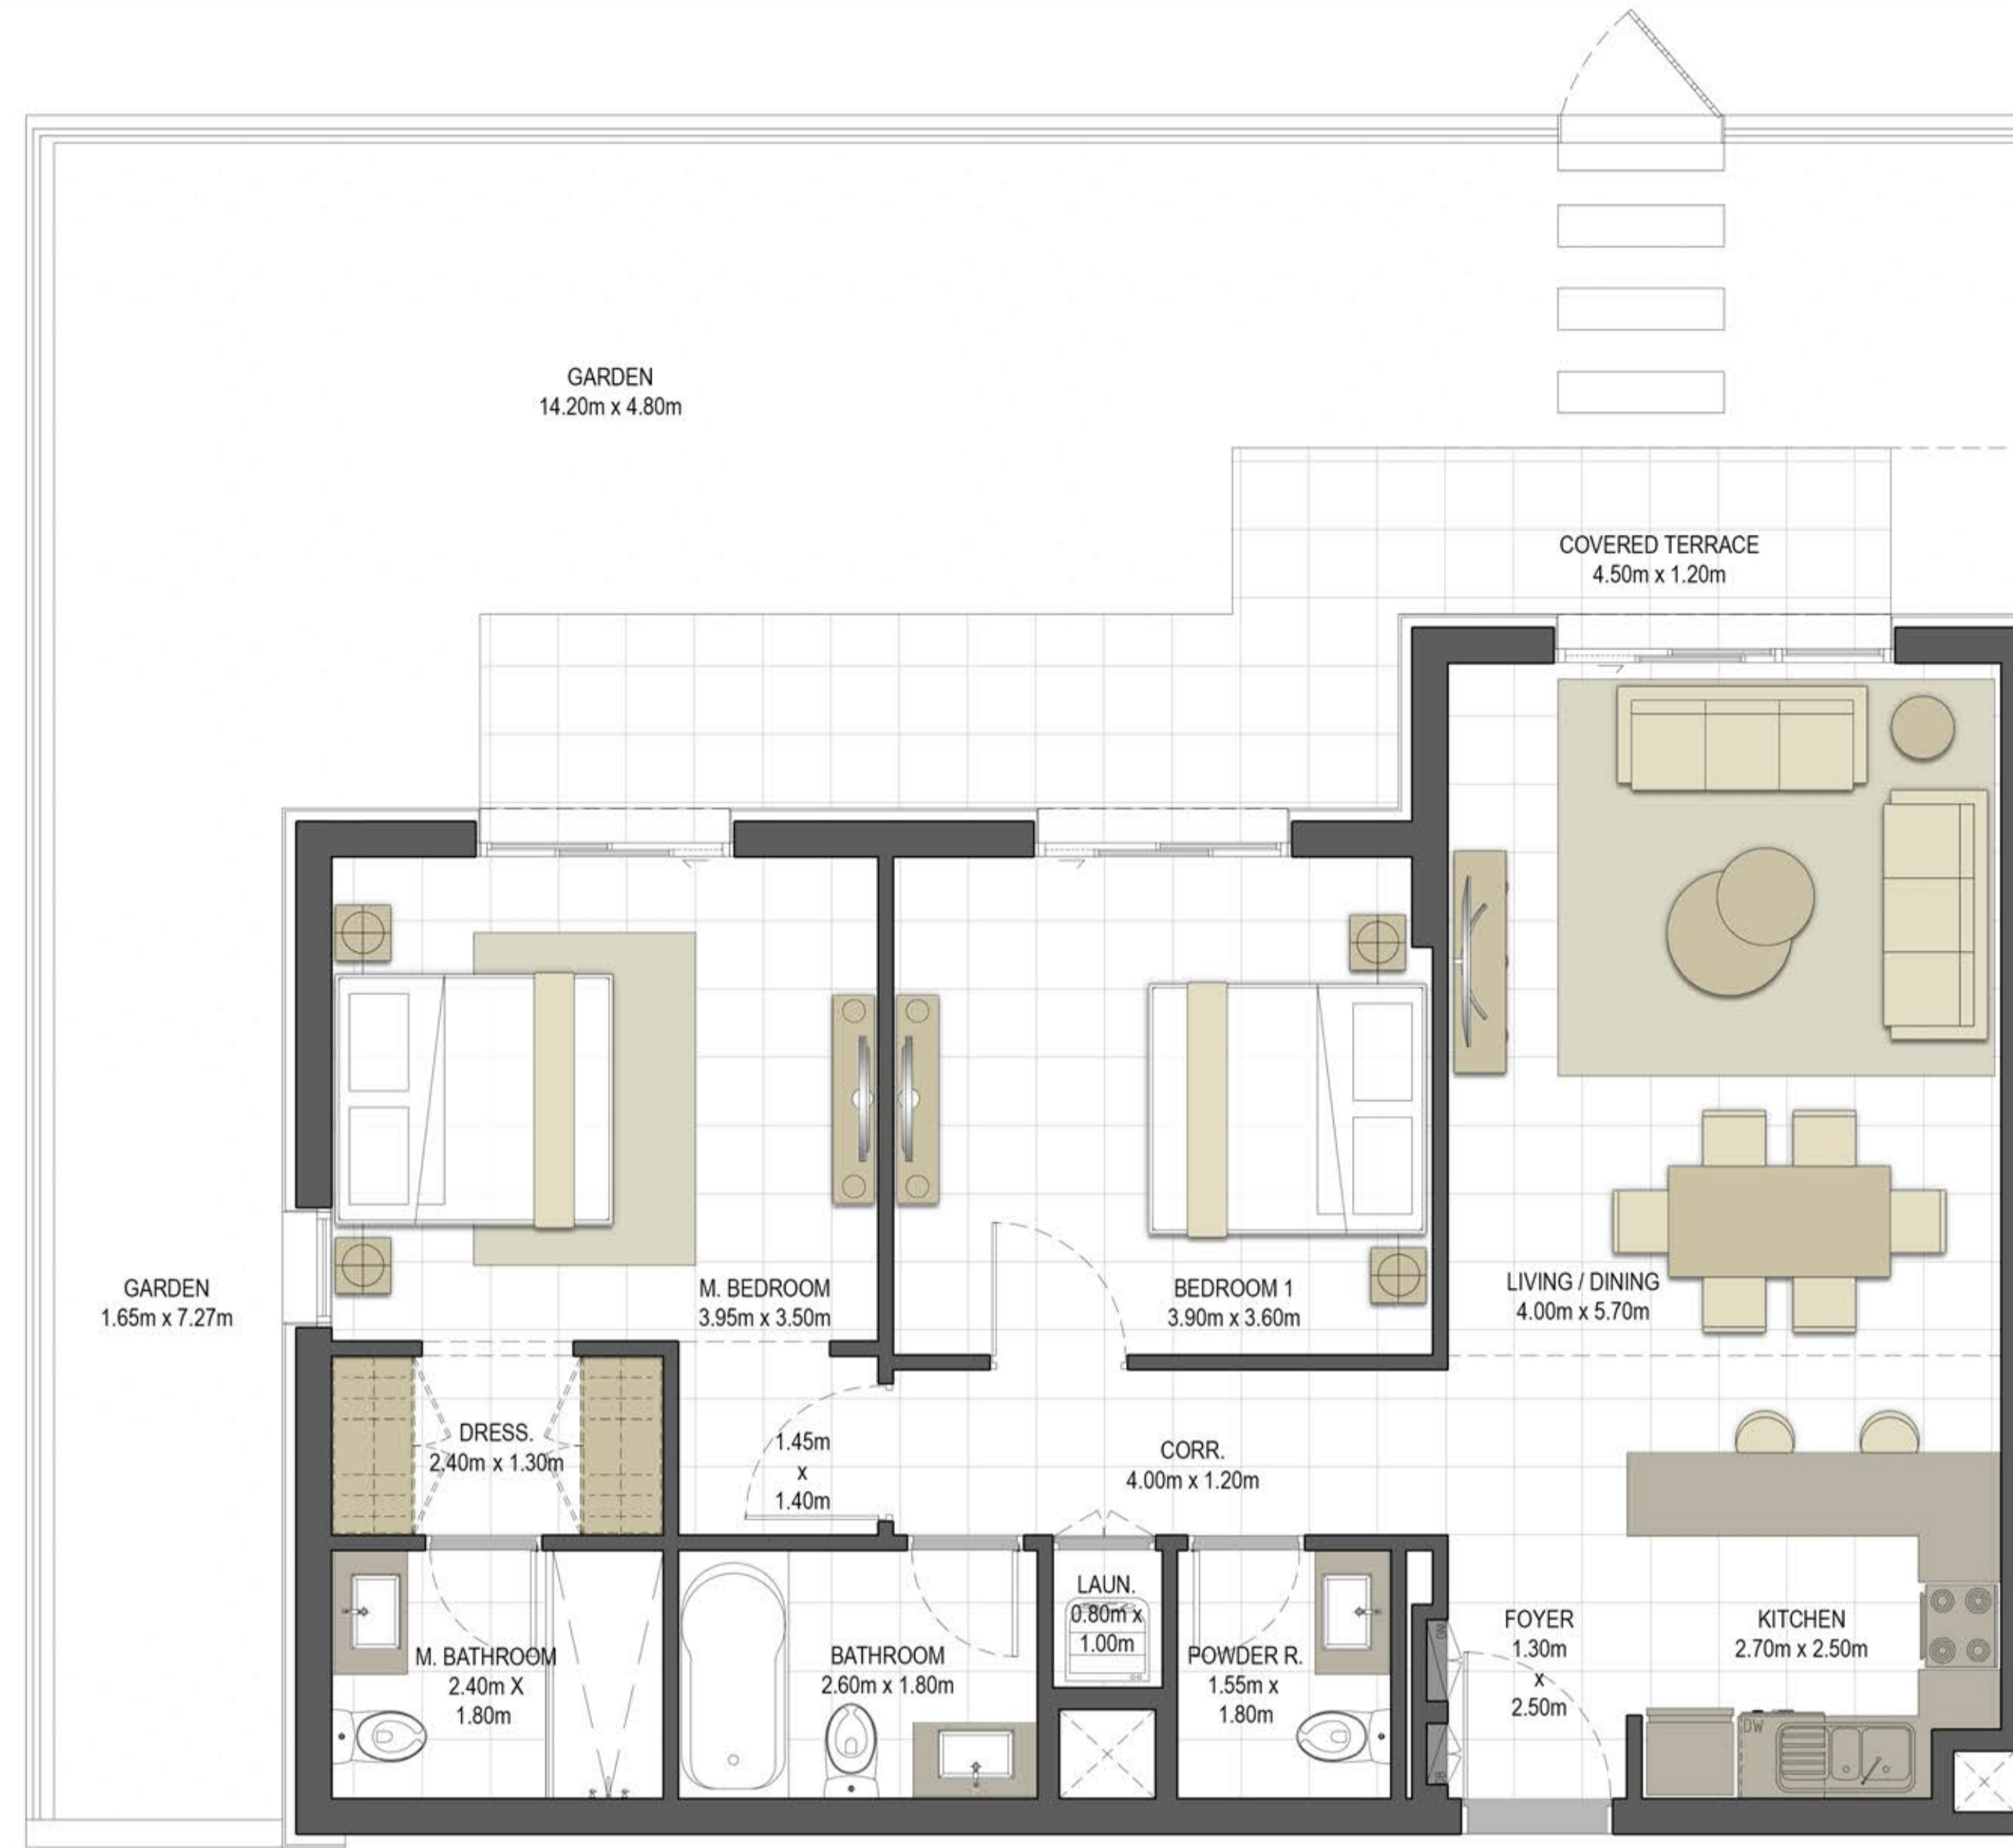 GARDEN
14.20m x 4.80m
COVERED TERRACE
4.50m x 1.20m
GARDEN
1.65m x 7.27m
M. BEDROOM
3.95m x 3.50m
BEDROOM 1
3.90m x 3.60m
LIVING / DINING
4.00m x 5.70m
DRESS.
2.40m x 1.30m
1.45m
x
1.40m
CORR.
4.00m x 1.20m
M. BATHROOM
2.40m X
1.80m
BATHROOM
2.60m x 1.80m
LAUN.
0.80m x
1.00m
POWDER R.
1.55m x
1.80m
FOYER
1.30m
x
2.50m
KITCHEN
2.70m x 2.50m
DW